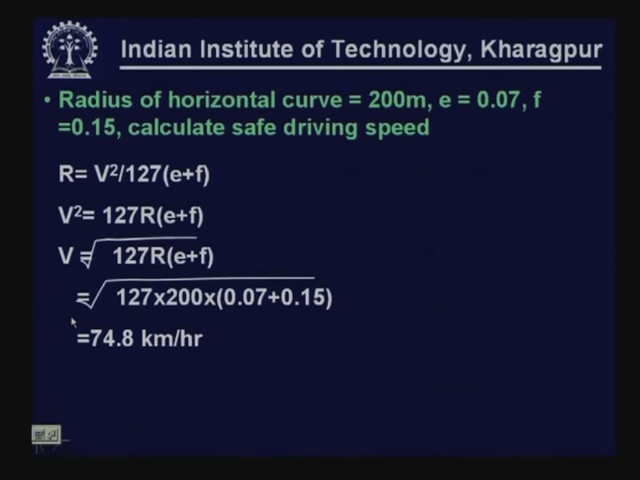 Indian Institute of Technology, Kharagpur
• Radius of horizontal curve = 200m, e = 0.07, f
=0.15, calculate safe driving speed
R= V²/127(e+f)
V²= 127R(e+f)
V = √127R(e+f)
= √127x200x(0.07+0.15)
=74.8 km/hr